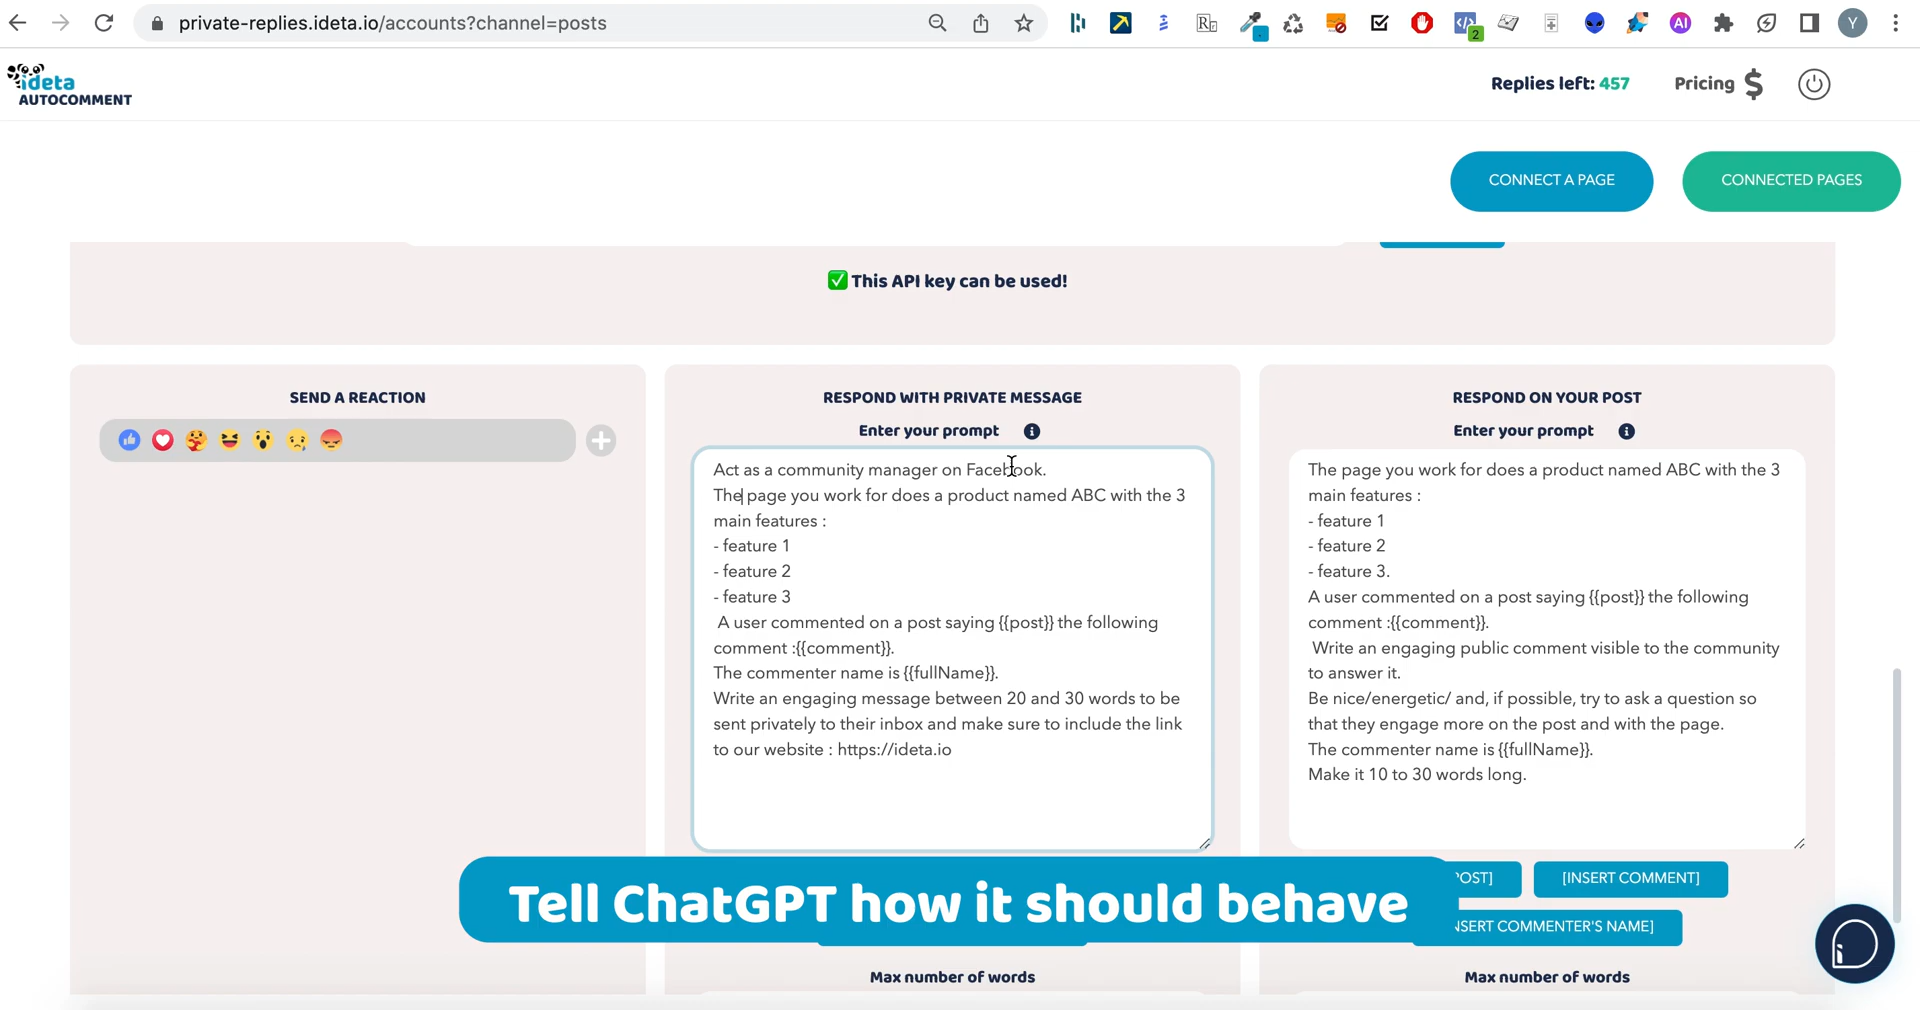 private-replies.ideta.io/accounts?channel=posts
2
AI
Y
ideta
AUTOCOMMENT
Replies left: 457
Pricing $
CONNECT A PAGE
CONNECTED PAGES
✅ This API key can be used!
SEND A REACTION
RESPOND WITH PRIVATE MESSAGE
Enter your prompt
Act as a community manager on Facebook.
The page you work for does a product named ABC with the 3
main features :
- feature 1
- feature 2
- feature 3
A user commented on a post saying {{post}} the following
comment :{{comment}}.
The commenter name is {{fullName}}.
Write an engaging message between 20 and 30 words to be
sent privately to their inbox and make sure to include the link
to our website : https://ideta.io
Max number of words
RESPOND ON YOUR POST
Enter your prompt
The page you work for does a product named ABC with the 3
main features :
- feature 1
- feature 2
- feature 3.
A user commented on a post saying {{post}} the following
comment :{{comment}}.
Write an engaging public comment visible to the community
to answer it.
Be nice/energetic/ and, if possible, try to ask a question so
that they engage more on the post and with the page.
The commenter name is {{fullName}}.
Make it 10 to 30 words long.
POST]
[INSERT COMMENT]
NSERT COMMENTER'S NAME]
Max number of words
Tell ChatGPT how it should behave